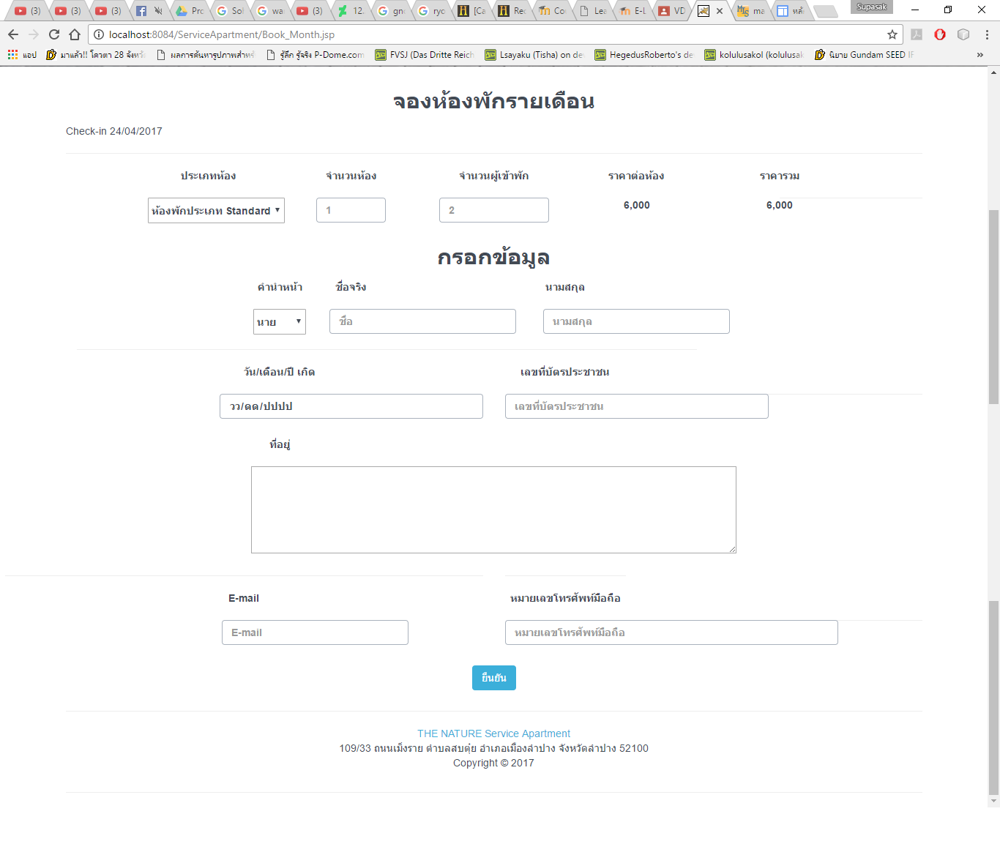 (3) (3) (3) Pro 12. (3) [Ca Rec Cou Lea E-L VD ma หลั Supasak
localhost:8084/ServiceApartment/Book_Month.jsp
แอป มาแล้ว!! โควตา 28 จังหวั ผลการค้นหารูปภาพสำหรั รู้ลึก รู้จริง P-Dome.com FVSJ (Das Dritte Reich Lsayaku (Tisha) on de HegedusRoberto's de kolulusakol (kolulusak นิยาย Gundam SEED IF »
จองห้องพักรายเดือน
Check-in 24/04/2017
ประเภทห้อง จำนวนห้อง จำนวนผู้เข้าพัก ราคาต่อห้อง ราคารวม
ห้องพักประเภท Standard 1 2 6,000 6,000
กรอกข้อมูล
คำนำหน้า ชื่อจริง นามสกุล
นาย ชื่อ นามสกุล
วัน/เดือน/ปี เกิด เลขที่บัตรประชาชน
วว/ดด/ปปปป เลขที่บัตรประชาชน
ที่อยู่
E-mail หมายเลขโทรศัพท์มือถือ
E-mail หมายเลขโทรศัพท์มือถือ
ยืนยัน
THE NATURE Service Apartment
109/33 ถนนเม็งราย ตำบลสบตุ๋ย อำเภอเมืองลำปาง จังหวัดลำปาง 52100
Copyright © 2017